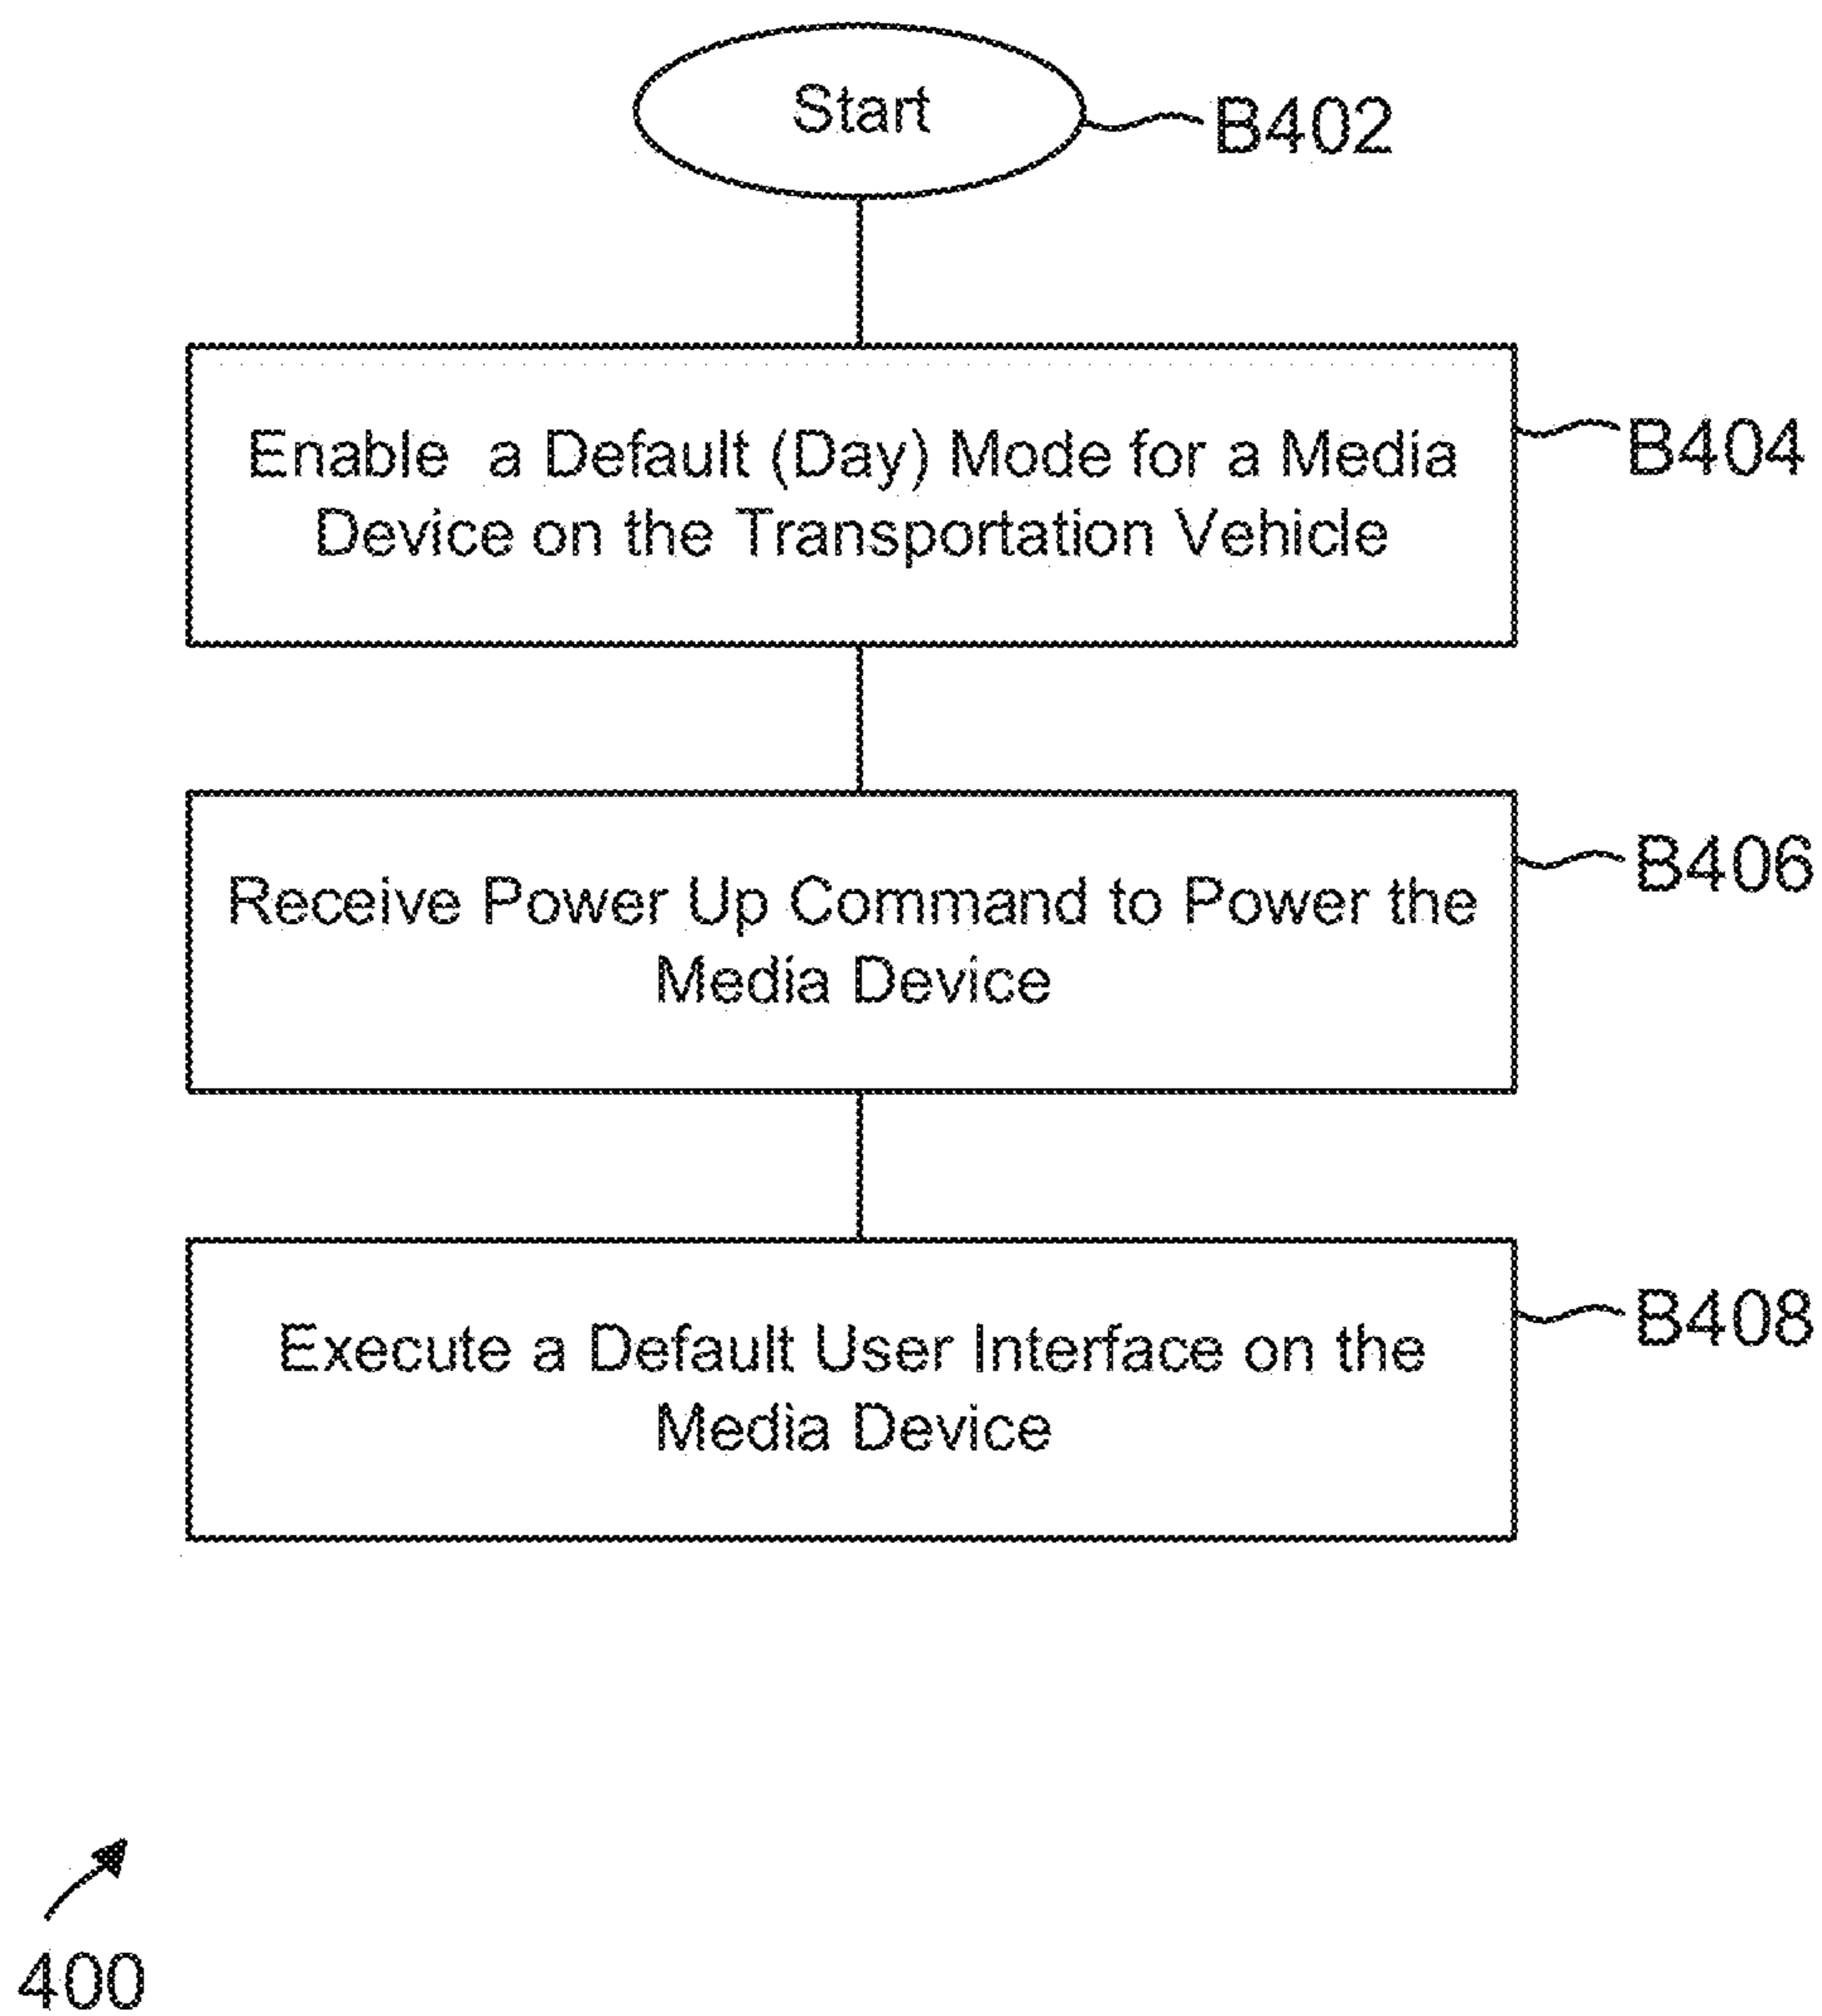 Start
B402
Enable a Default (Day) Mode for a Media
Device on the Transportation Vehicle
B404
Receive Power Up Command to Power the
Media Device
B406
Execute a Default User Interface on the
Media Device
B408
400